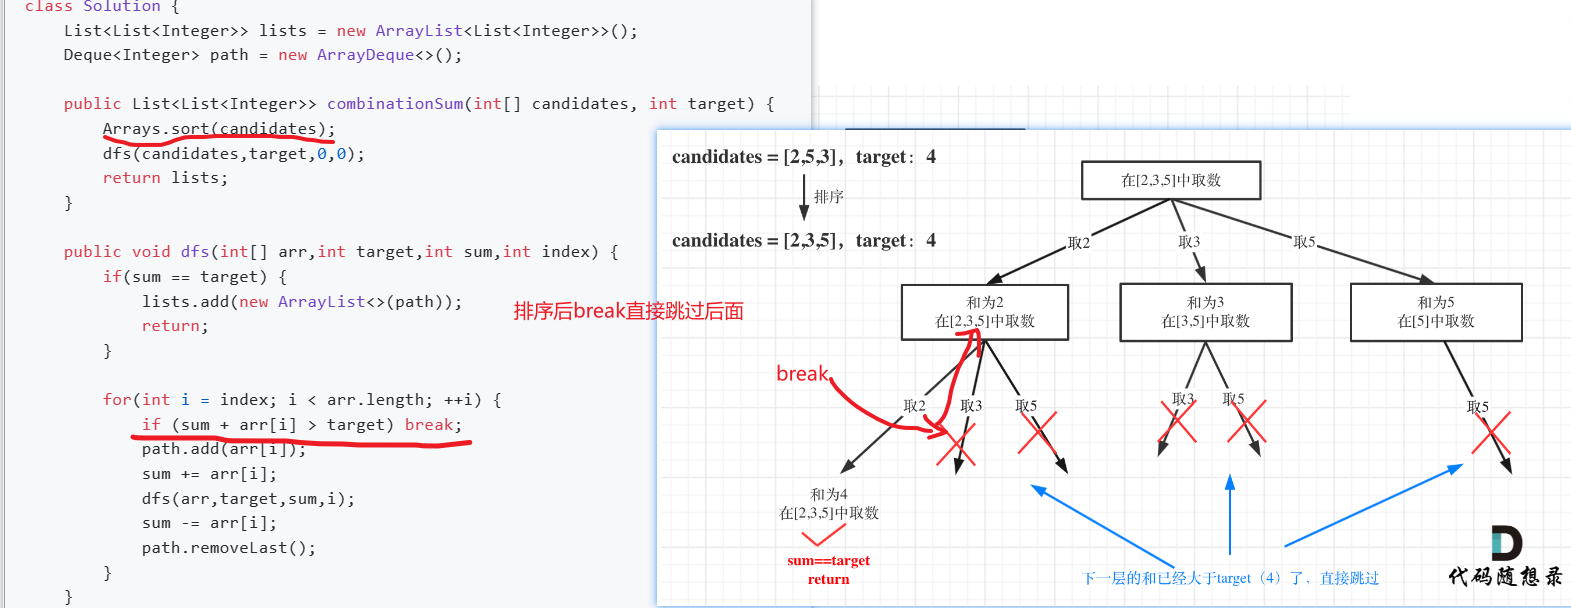 class Solution {
List<List<Integer>> lists = new ArrayList<List<Integer>>();
Deque<Integer> path = new ArrayDeque<>();
public List<List<Integer>> combinationSum(int[] candidates, int target) {
Arrays.sort(candidates);
dfs(candidates,target,0,0);
return lists;
}
public void dfs(int[] arr,int target,int sum,int index) {
if(sum == target) {
lists.add(new ArrayList<>(path));
return;
}
for(int i = index; i < arr.length; ++i) {
if (sum + arr[i] > target) break;
path.add(arr[i]);
sum += arr[i];
dfs(arr,target,sum,i);
sum -= arr[i];
path.removeLast();
}
}
排序后break直接跳过后面
candidates = [2,5,3]，target：4
排序
candidates = [2,3,5]，target：4
在[2,3,5]中取数
取2
取3
取5
和为2
在[2,3,5]中取数
和为3
在[3,5]中取数
和为5
在[5]中取数
break
取2
取3
取5
取3
取5
取5
和为4
在[2,3,5]中取数
sum==target
return
下一层的和已经大于target（4）了，直接跳过
代码随想录